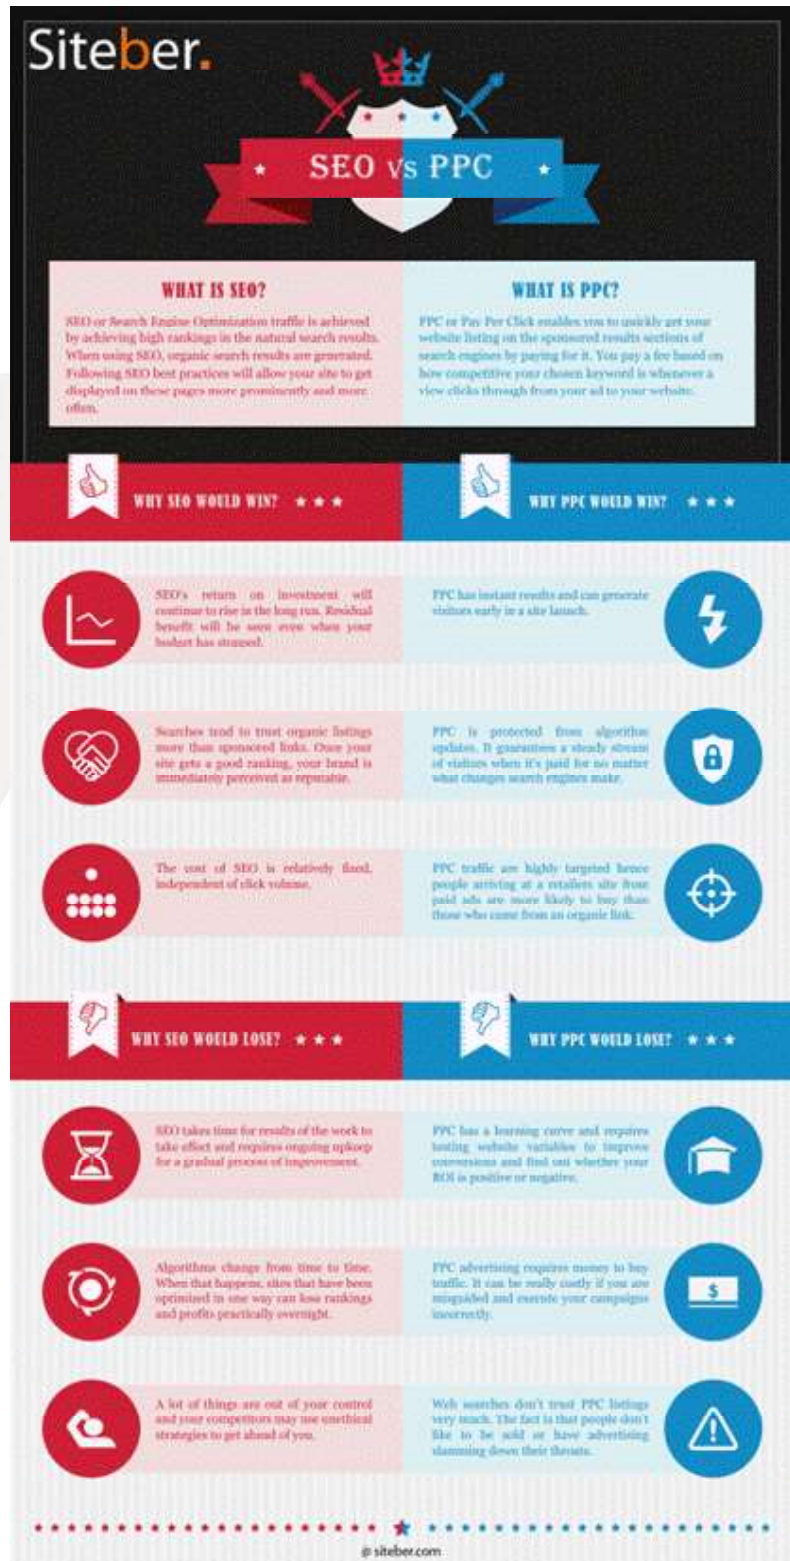 Siteber.
SEO VS PPC
WHAT IS SEO?
SEO or Search Engine Optimization traffic is achieved
by achieving high rankings in the natural search results.
When using SEO, organic search results are generated.
Following SEO best practices will allow your site to get
displayed on these pages more prominently and more
often.
WHAT IS PPC?
PPC or Pay Per Click enables you to quickly get your
website listing on the sponsored results sections of
search engines by paying for it. You pay a fee based on
how competitive your chosen keyword is whenever a
view clicks through from your ad to your website.
WHY SEO WOULD WIN?
WHY PPC WOULD WIN?
SEO's return on investment will
continue to rise in the long run. Residual
benefit will be seen even when your
budget has
PPC has instant results and can generate
visitors early in a site launch.
Searches tend to trust organic listings
more than sponsored links. Once your
site gets a good ranking, your brand is
immediately perceived as reputable.
PPC is protected from algorithm
updates. It guarantees a steady stream
of visitors when it's paid for no matter
what changes search engines make.
The cost of SEO is relatively fixed,
independent of click volume.
PPC traffic are highly targeted hence
people arriving at a retailers site from
paid ads are more likely to buy than
those who came from an organic link.
WHY SEO WOULD LOSE?
WHY PPC WOULD LOSE?
SEO takes time for results of the work to
take effect and requires ongoing upkeep
for a gradual process of improvement.
PPC has a learning curve and requires
testing website variables to improve
conversions and find out whether your
ROI is positive or negative.
Algorithms change from time to time.
When that happens, sites that have been
optimized in one way can lose rankings
and profits practically overnight.
PPC advertising requires money to buy
traffic. It can be really costly if you are
misguided and execute your campaigns
incorrectly.
A lot of things are out of your control
and your competitors may use unethical
strategies to get ahead of you.
Web searches don't trust PPC listings
very much. The fact is that people don't
like to be sold or have advertising
slamming down their throats.
@ siteber.com